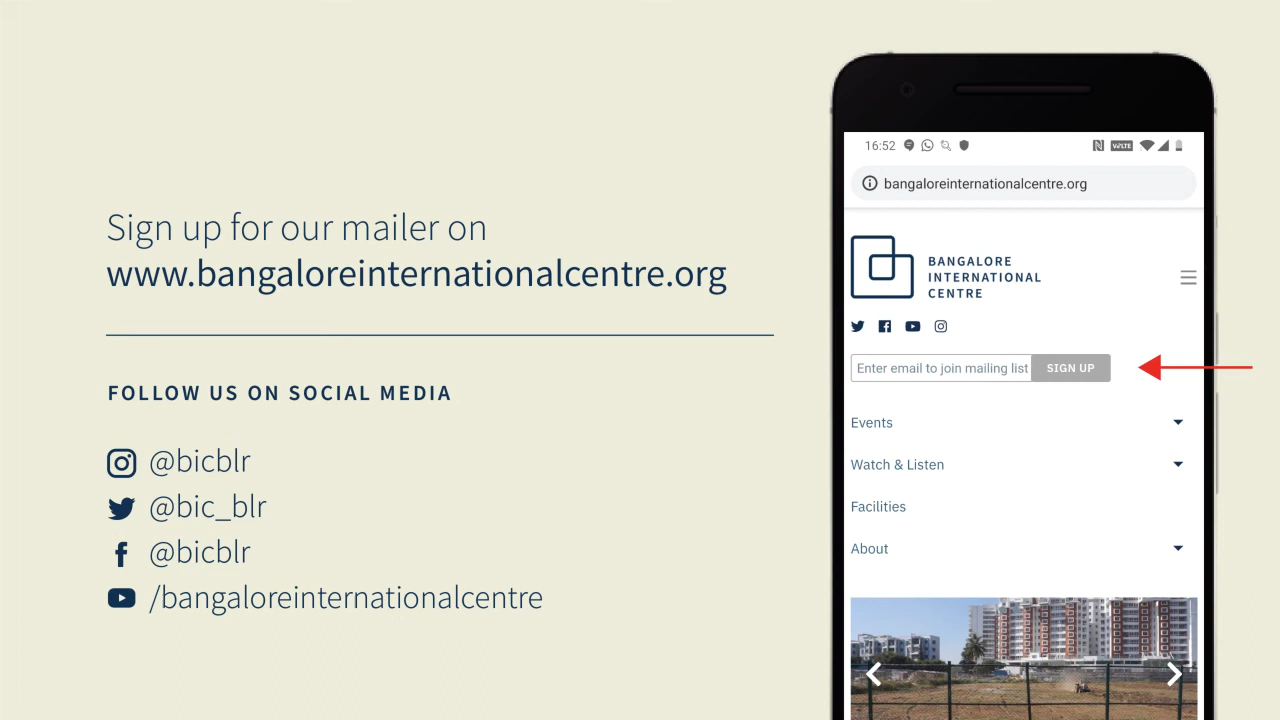 Sign up for our mailer on
www.bangaloreinternationalcentre.org
FOLLOW US ON SOCIAL MEDIA
@bicblr
@bic_blr
@bicblr
/bangaloreinternationalcentre
16:52
VoLTE
bangaloreinternationalcentre.org
BANGALORE
INTERNATIONAL
CENTRE
Enter email to join mailing list SIGN UP
Events
Watch & Listen
Facilities
About